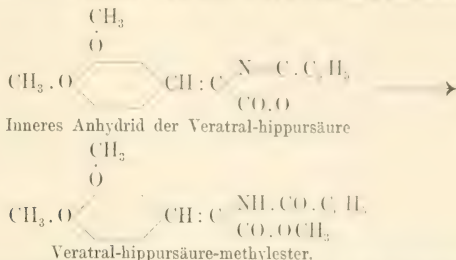 CH₃
O
CH₃.O CH:C N C.C₆H₅
CO.O
Inneres Anhydrid der Veratral-hippursäure
CH₃
O
CH₃.O CH:C NH.CO.C₆H₅
CO.OCH₃
Veratral-hippursäure-methylester.